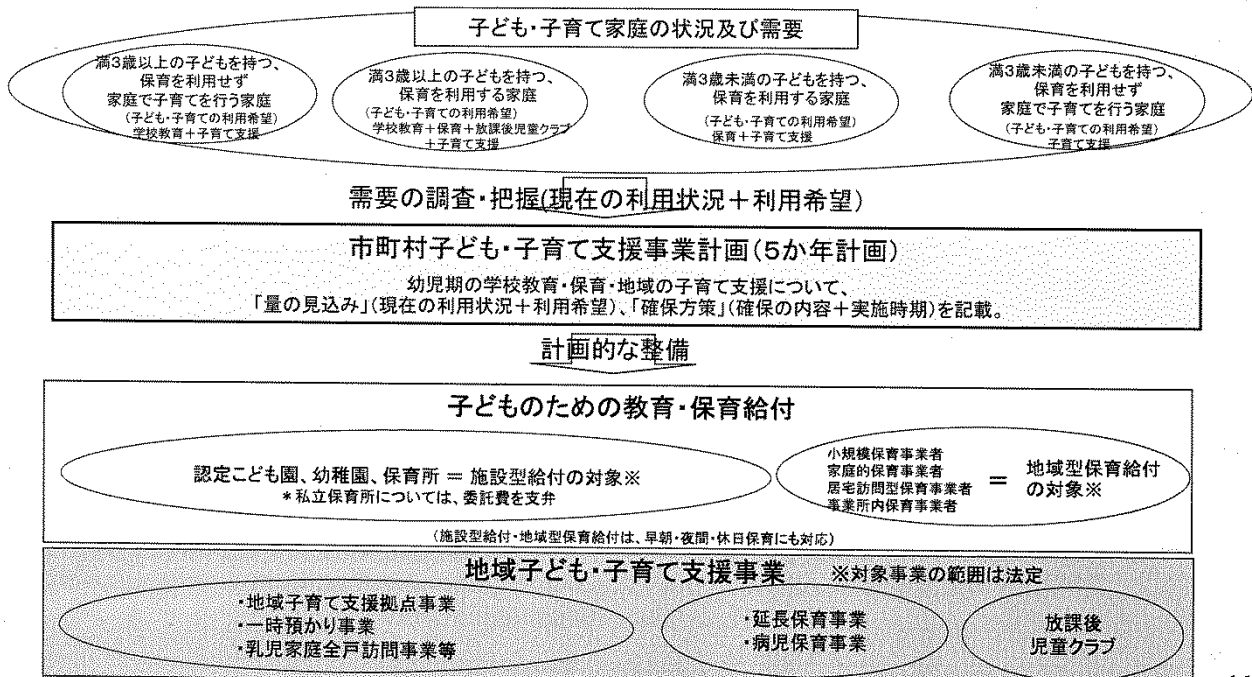 子ども・子育て家庭の状況及び需要
満3歳以上の子どもを持つ、
保育を利用せず
家庭で子育てを行う家庭
(子ども・子育ての利用希望)
学校教育+子育て支援
満3歳以上の子どもを持つ、
保育を利用する家庭
(子ども・子育ての利用希望)
学校教育+保育+放課後児童クラブ
+子育て支援
満3歳未満の子どもを持つ、
保育を利用する家庭
(子ども・子育ての利用希望)
保育+子育て支援
満3歳未満の子どもを持つ、
保育を利用せず
家庭で子育てを行う家庭
(子ども・子育ての利用希望)
子育て支援
需要の調査・把握(現在の利用状況+利用希望)
市町村子ども・子育て支援事業計画(5か年計画)
幼児期の学校教育・保育・地域の子育て支援について、
「量の見込み」(現在の利用状況+利用希望)、「確保方策」(確保の内容+実施時期)を記載。
計画的な整備
子どものための教育・保育給付
認定こども園、幼稚園、保育所 = 施設型給付の対象※
*私立保育所については、委託費を支弁
小規模保育事業者
家庭的保育事業者
居宅訪問型保育事業者
事業所内保育事業者
= 地域型保育給付
の対象※
(施設型給付・地域型保育給付は、早朝・夜間・休日保育にも対応)
地域子ども・子育て支援事業 ※対象事業の範囲は法定
・地域子育て支援拠点事業
・一時預かり事業
・乳児家庭全戸訪問事業等
・延長保育事業
・病児保育事業
放課後
児童クラブ